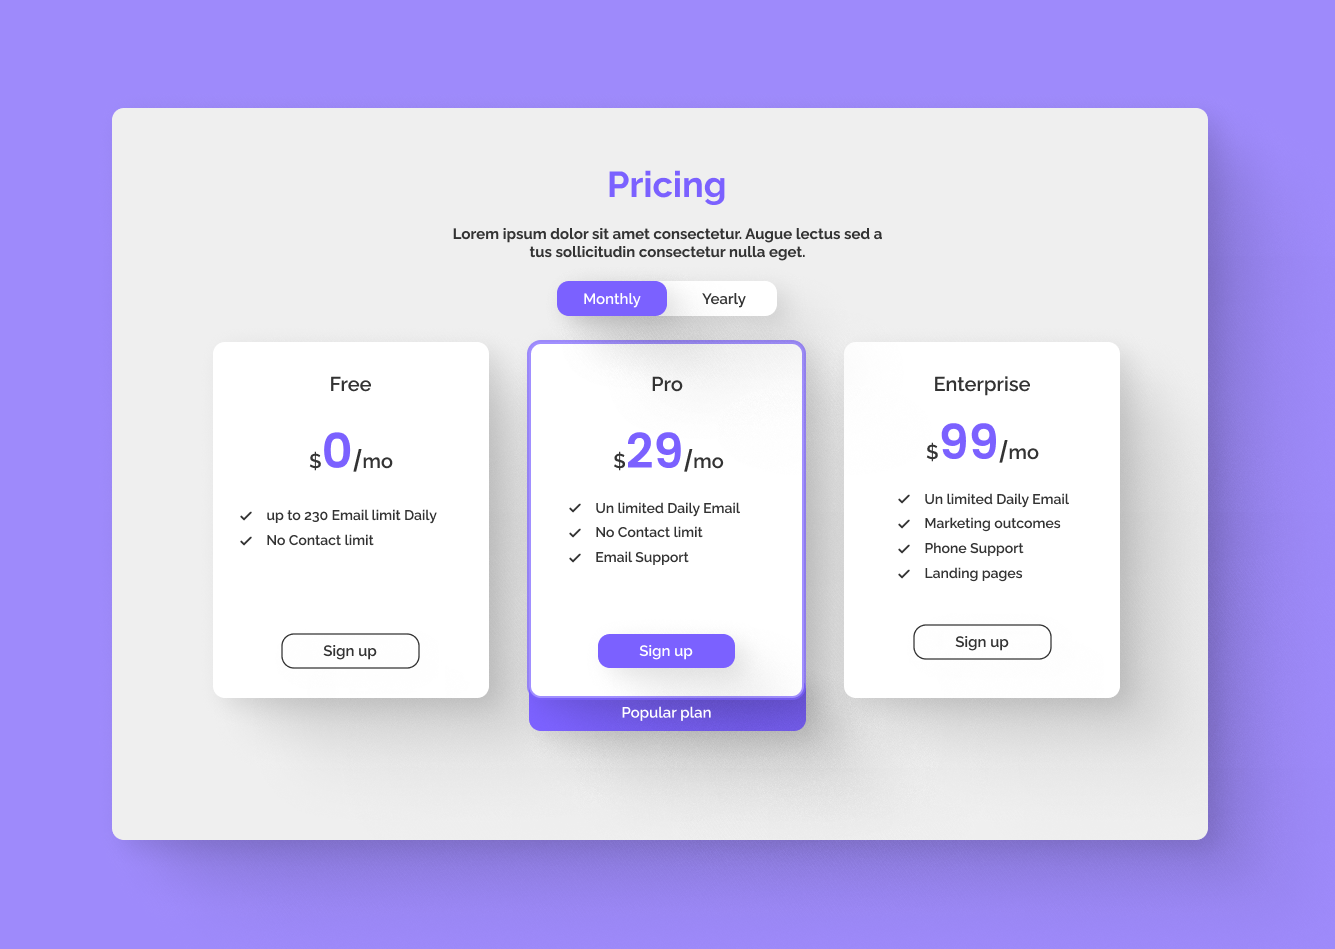 Pricing
Lorem ipsum dolor sit amet consectetur. Augue lectus sed a
tus sollicitudin consectetur nulla eget.
Monthly
Yearly
Free
$0/mo
up to 230 Email limit Daily
No Contact limit
Sign up
Pro
$29/mo
Un limited Daily Email
No Contact limit
Email Support
Sign up
Popular plan
Enterprise
$99/mo
Un limited Daily Email
Marketing outcomes
Phone Support
Landing pages
Sign up